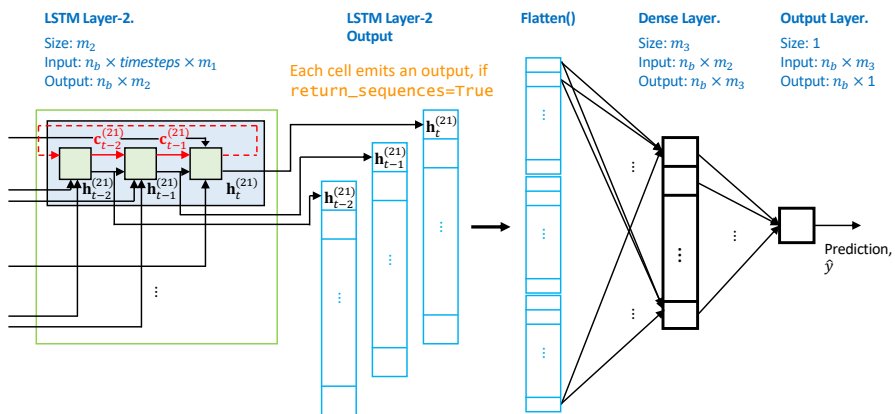 LSTM Layer-2.
Size: m₂
Input: n_b × timesteps × m₁
Output: n_b × m₂
LSTM Layer-2
Output
Each cell emits an output, if
return_sequences=True
Flatten()
Dense Layer.
Size: m₃
Input: n_b × m₂
Output: n_b × m₃
Output Layer.
Size: 1
Input: n_b × m₃
Output: n_b × 1
c_{t-2}^{(21)}
c_{t-1}^{(21)}
h_{t-2}^{(21)}
h_{t-1}^{(21)}
h_t^{(21)}
...
h_{t-2}^{(21)}
h_{t-1}^{(21)}
h_t^{(21)}
...
...
...
...
...
...
...
...
...
...
Prediction,
ŷ